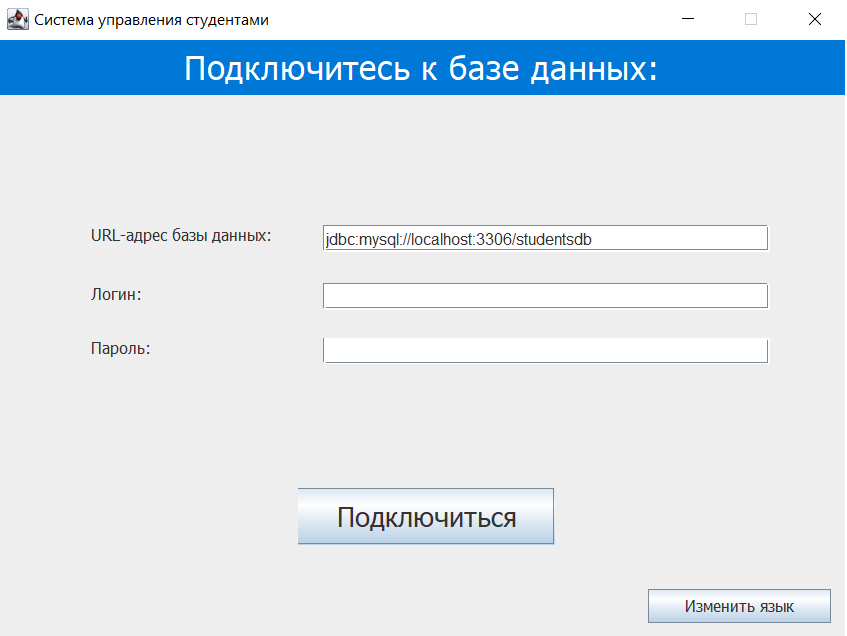 Система управления студентами
Подключитесь к базе данных:
URL-адрес базы данных:
jdbc:mysql://localhost:3306/studentsdb
Логин:
Пароль:
Подключиться
Изменить язык